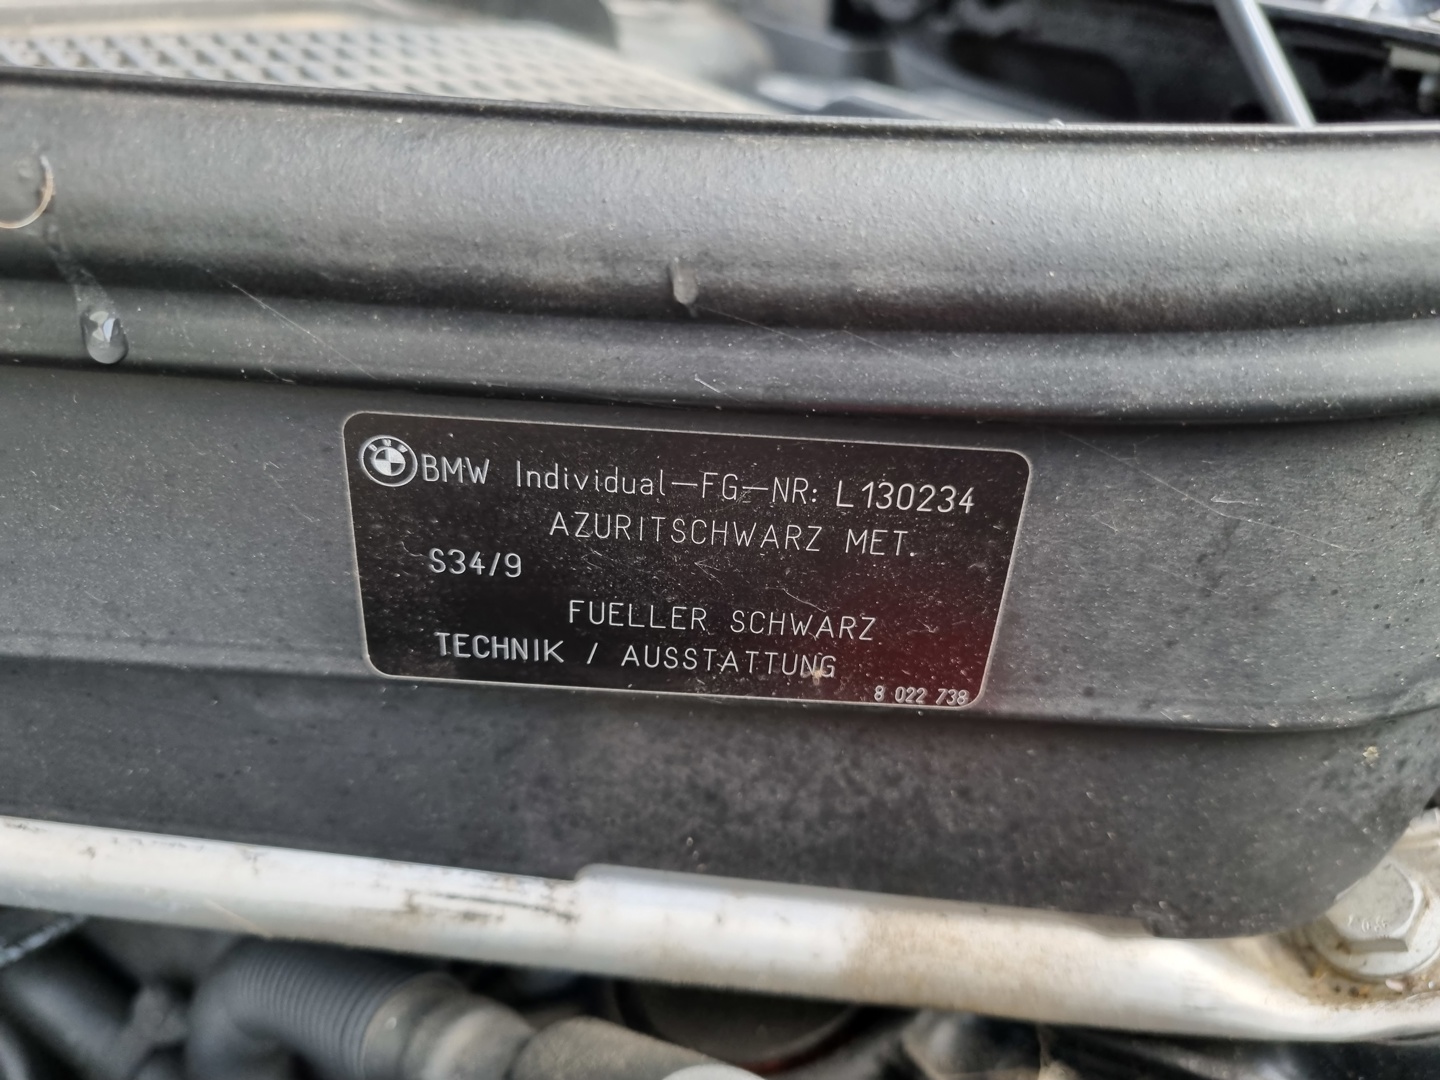 BMW Individual-FG-NR: L130234
AZURITSCHWARZ MET.
S34/9
FUELLER SCHWARZ
TECHNIK / AUSSTATTUNG
8 022 738